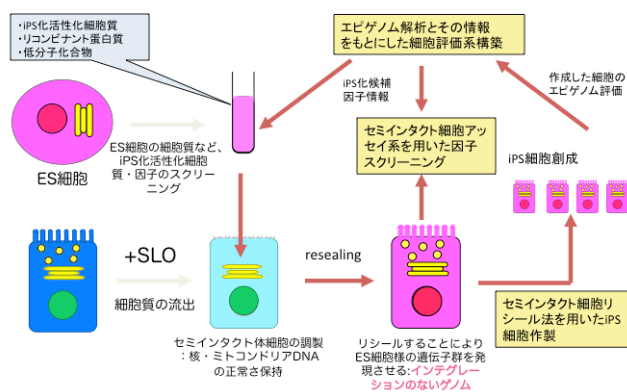 ・iPS化活性化細胞質
・リコンビナント蛋白質
・低分子化合物
エピゲノム解析とその情報
をもとにした細胞評価系構築
iPS化候補
因子情報
作成した細胞の
エピゲノム評価
ES細胞の細胞質など、
iPS化活性化細胞
質・因子のスクリー
ニング
ES細胞
セミインタクト細胞アッ
セイ系を用いた因子
スクリーニング
iPS細胞創成
+SLO
細胞質の流出
resealing
セミインタクト体細胞の調製
：核・ミトコンドリアDNA
の正常さ保持
リシールすることにより
ES細胞様の遺伝子群を発
現させる:インテグレー
ションのないゲノム
セミインタクト細胞リ
シール法を用いたiPS
細胞作製